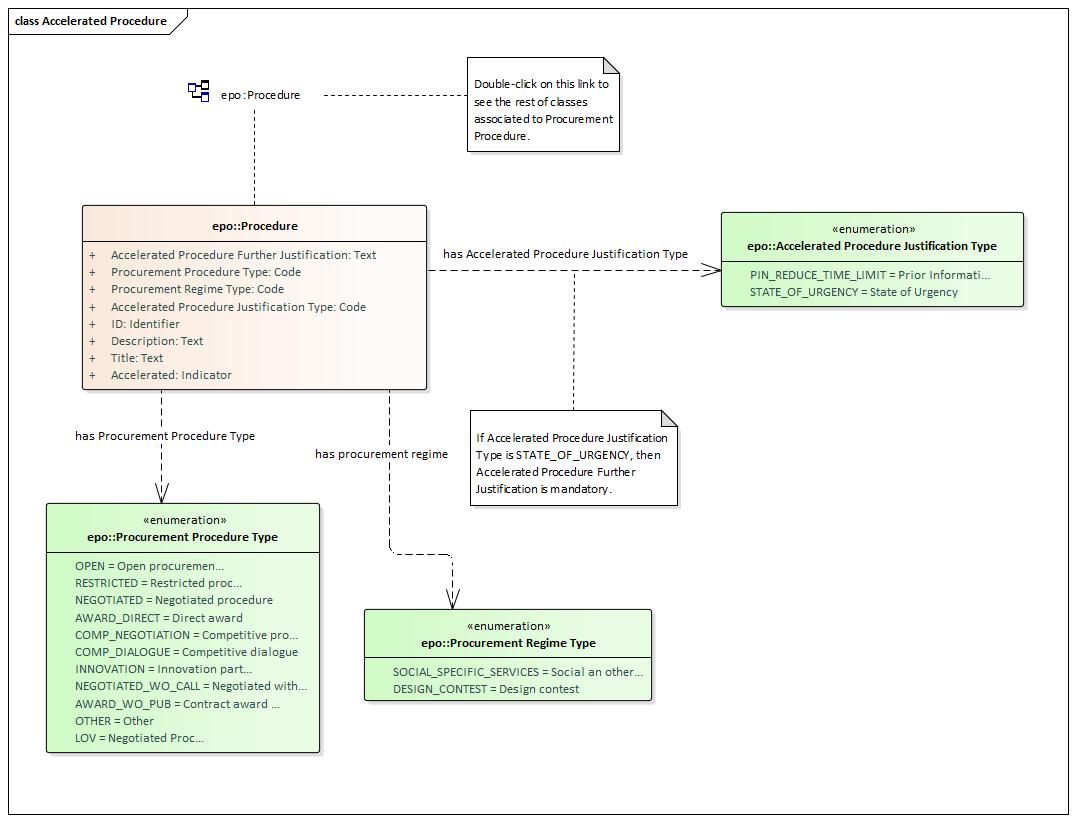 class Accelerated Procedure
epo :Procedure
Double-click on this link to
see the rest of classes
associated to Procurement
Procedure.
epo::Procedure
+ Accelerated Procedure Further Justification: Text
+ Procurement Procedure Type: Code
+ Procurement Regime Type: Code
+ Accelerated Procedure Justification Type: Code
+ ID: Identifier
+ Description: Text
+ Title: Text
+ Accelerated: Indicator
has Accelerated Procedure Justification Type
«enumeration»
epo::Accelerated Procedure Justification Type
PIN_REDUCE_TIME_LIMIT = Prior Informati...
STATE_OF_URGENCY = State of Urgency
has Procurement Procedure Type
has procurement regime
If Accelerated Procedure Justification
Type is STATE_OF_URGENCY, then
Accelerated Procedure Further
Justification is mandatory.
«enumeration»
epo::Procurement Procedure Type
OPEN = Open procuremen...
RESTRICTED = Restricted proc...
NEGOTIATED = Negotiated procedure
AWARD_DIRECT = Direct award
COMP_NEGOTIATION = Competitive pro...
COMP_DIALOGUE = Competitive dialogue
INNOVATION = Innovation part...
NEGOTIATED_WO_CALL = Negotiated with...
AWARD_WO_PUB = Contract award ...
OTHER = Other
LOV = Negotiated Proc...
«enumeration»
epo::Procurement Regime Type
SOCIAL_SPECIFIC_SERVICES = Social an other...
DESIGN_CONTEST = Design contest